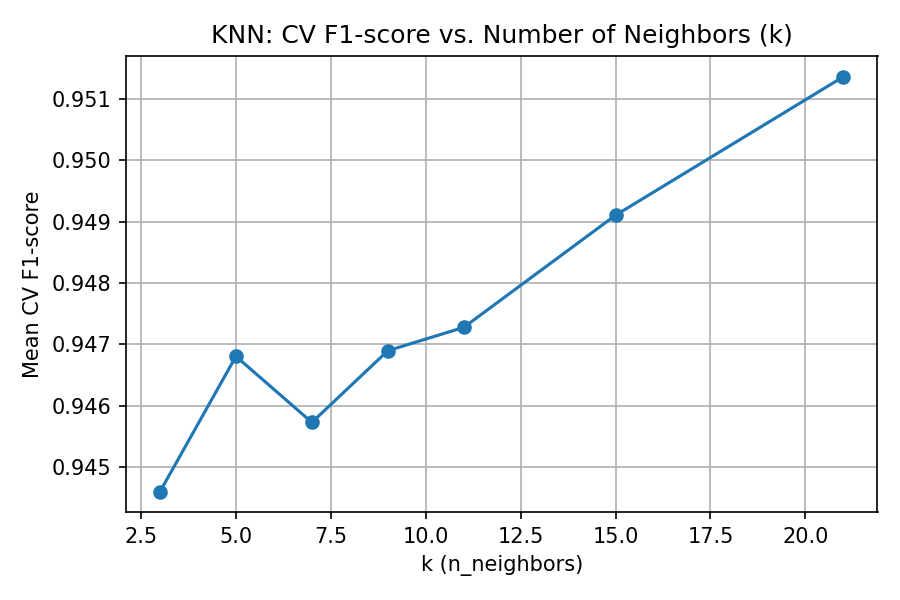 KNN: CV F1-score vs. Number of Neighbors (k)
0.951
0.950
0.949
0.948
0.947
0.946
0.945
Mean CV F1-score
2.5 5.0 7.5 10.0 12.5 15.0 17.5 20.0
k (n_neighbors)